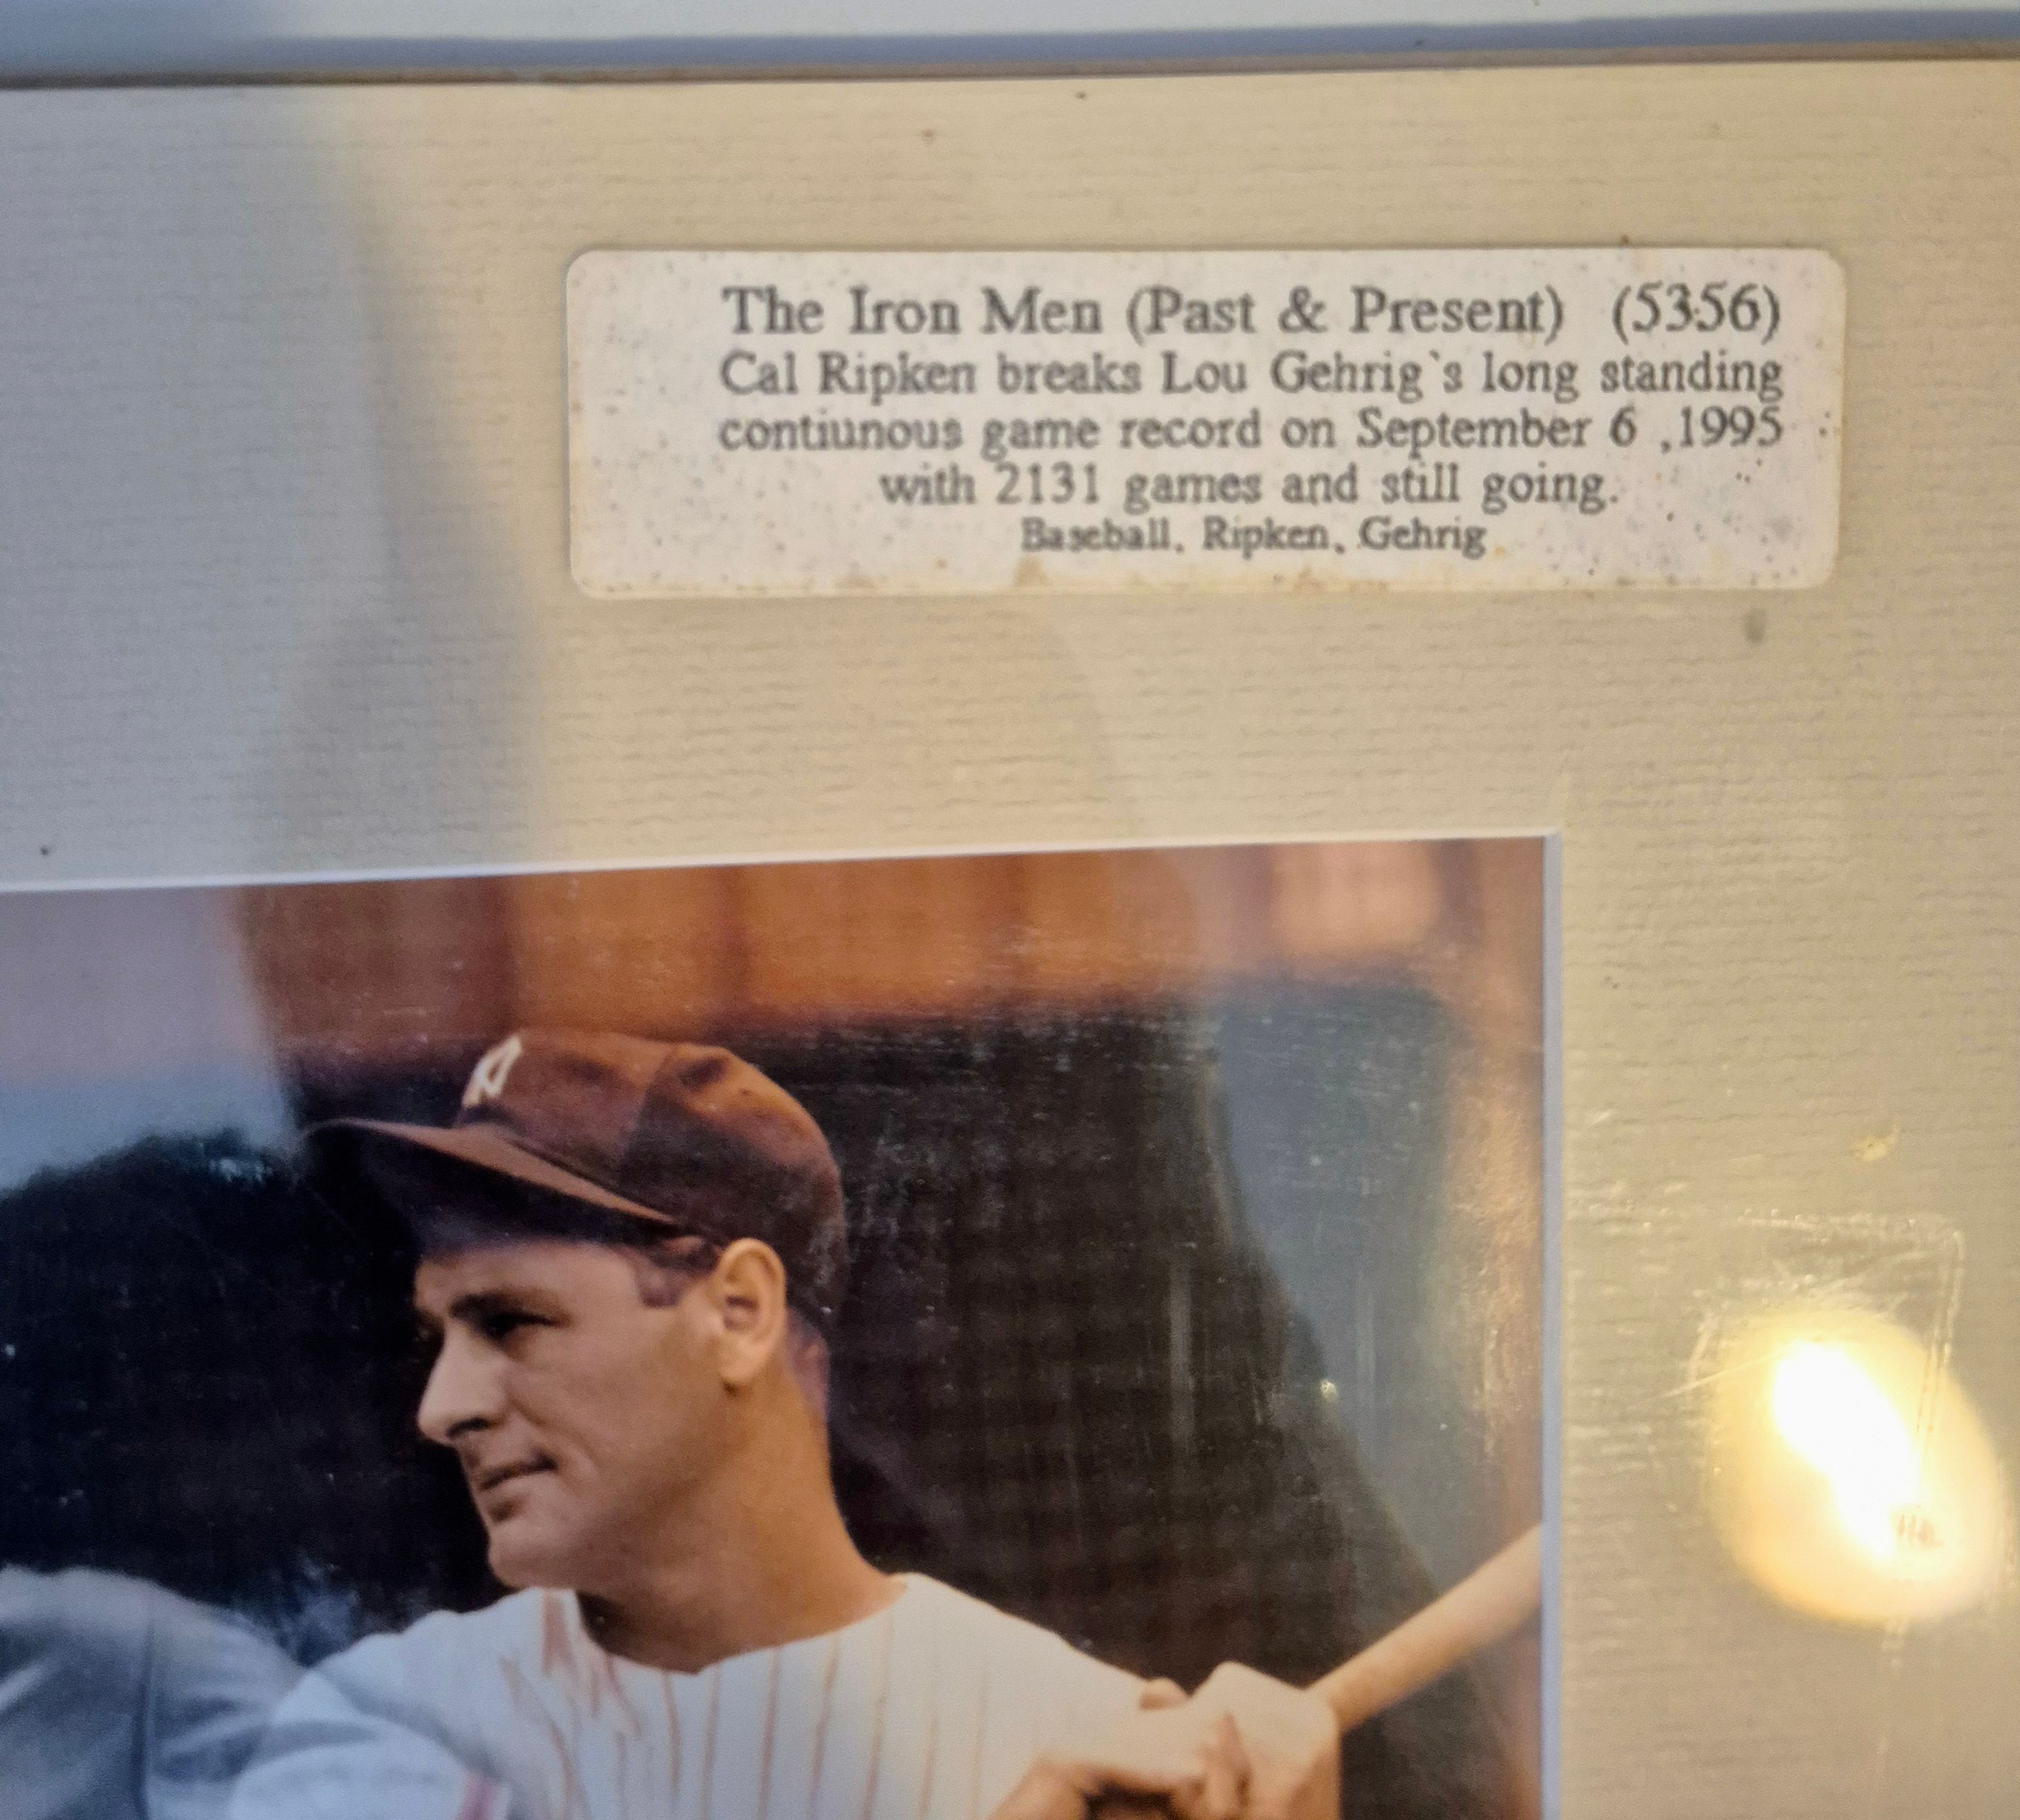 The Iron Men (Past & Present) (5356)
Cal Ripken breaks Lou Gehrig`s long standing
contiunous game record on September 6 ,1995
with 2131 games and still going.
Baseball, Ripken, Gehrig